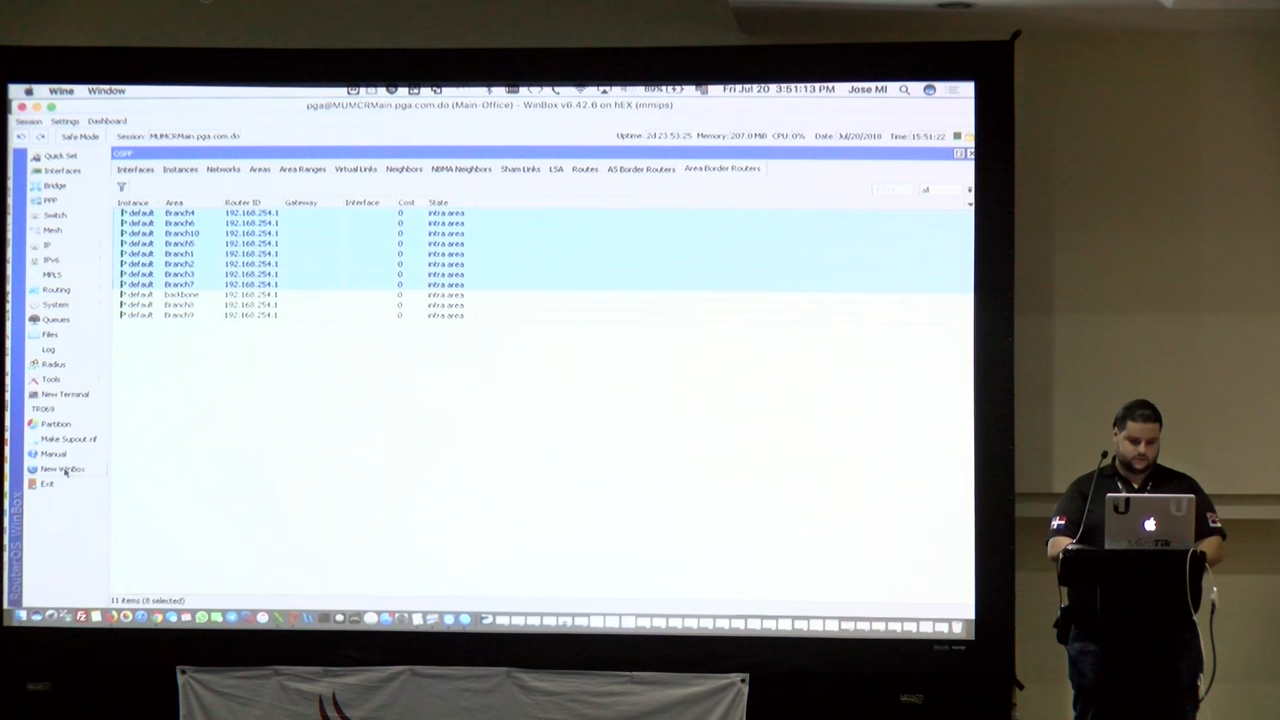 Wine Window 89% Fri Jul 20 3:51:13 PM Jose MI
pga@MUMCRMain.pga.com.do (Main-Office) - WinBox v6.42.6 on hEX (mmips)
Session Settings Dashboard
Safe Mode Session: MUMCRMain.pga.com.do Uptime: 2d 23:53:25 Memory: 207.0 MiB CPU: 0% Date: Jul/20/2018 Time: 15:51:22
OSPF
Interfaces Instances Networks Areas Area Ranges Virtual Links Neighbors NBMA Neighbors Sham Links LSA Routes AS Border Routers Area Border Routers
all
Instance Area Router ID Gateway Interface Cost State
default Branch4 192.168.254.1 0 intra area
default Branch6 192.168.254.1 0 intra area
default Branch10 192.168.254.1 0 intra area
default Branch5 192.168.254.1 0 intra area
default Branch1 192.168.254.1 0 intra area
default Branch2 192.168.254.1 0 intra area
default Branch3 192.168.254.1 0 intra area
default Branch7 192.168.254.1 0 intra area
default backbone 192.168.254.1 0 intra area
default Branch8 192.168.254.1 0 intra area
default Branch9 192.168.254.1 0 intra area
11 items (8 selected)
Quick Set
Interfaces
Bridge
PPP
Switch
Mesh
IP
IPv6
MPLS
Routing
System
Queues
Files
Log
Radius
Tools
New Terminal
TR069
Partition
Make Supout.rif
Manual
New WinBox
Exit
RouterOS WinBox
MikroTik